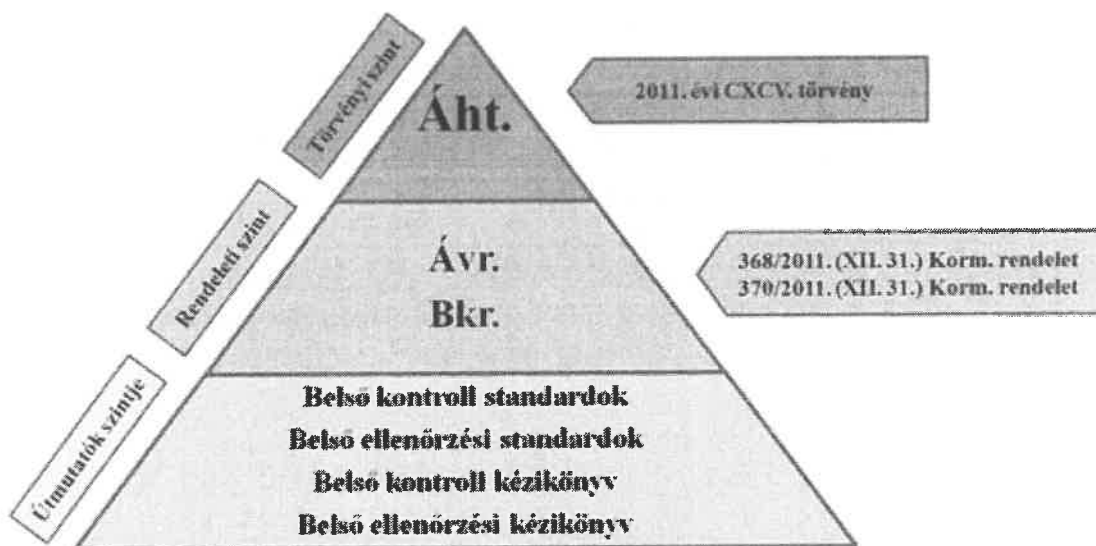 Törvényi szint
Áht.
2011. évi CXCV. törvény
Rendeleti szint
Ávr.
Bkr.
368/2011. (XII. 31.) Korm. rendelet
370/2011. (XII. 31.) Korm. rendelet
Útmutatók szintje
Belső kontroll standardok
Belső ellenőrzési standardok
Belső kontroll kézikönyv
Belső ellenőrzési kézikönyv